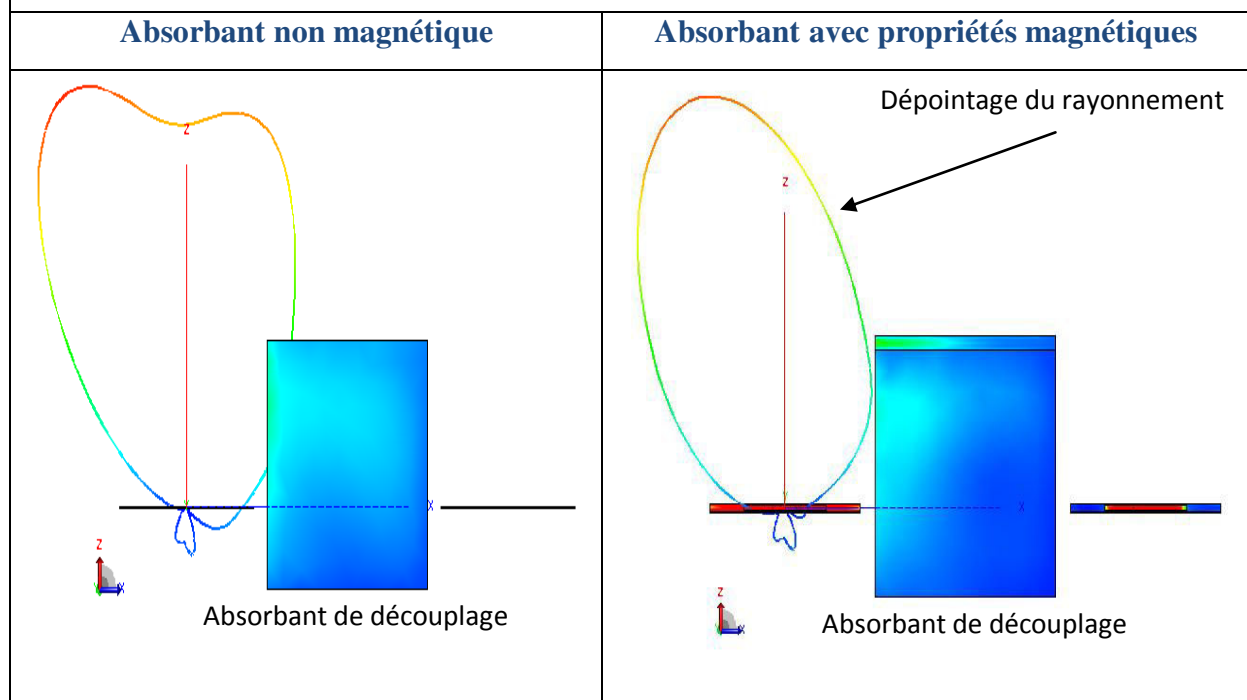 Absorbant non magnétique
Absorbant avec propriétés magnétiques
Z
X
Z
Y
X
Absorbant de découplage
Dépointage du rayonnement
Z
Y
X
Z
X
Absorbant de découplage